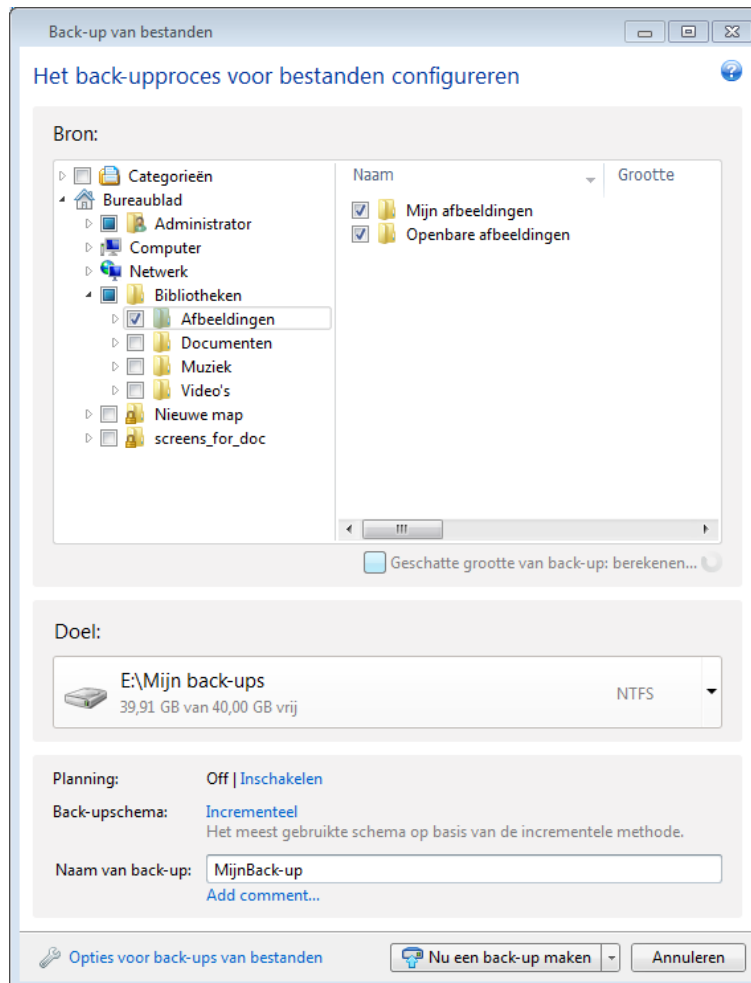 Back-up van bestanden
Het back-upproces voor bestanden configureren
Bron:
Categorieën
Bureaublad
Administrator
Computer
Netwerk
Bibliotheken
Afbeeldingen
Documenten
Muziek
Video's
Nieuwe map
screens_for_doc
Naam Grootte
Mijn afbeeldingen
Openbare afbeeldingen
Geschatte grootte van back-up: berekenen...
Doel:
E:\Mijn back-ups
39,91 GB van 40,00 GB vrij
NTFS
Planning: Off | Inschakelen
Back-upschema: Incrementeel
Het meest gebruikte schema op basis van de incrementele methode.
Naam van back-up: MijnBack-up
Add comment...
Opties voor back-ups van bestanden Nu een back-up maken Annuleren